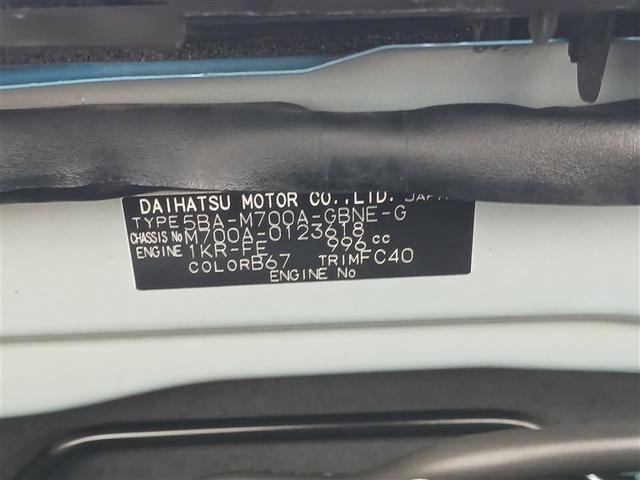 DAIHATSU MOTOR CO.,LTD. JAPAN
TYPE 5BA-M700A-GBNE-G
CHASSIS No M700A-0123618
ENGINE 1KR-FE 996 cc
COLOR B67 TRIM FC40
ENGINE No